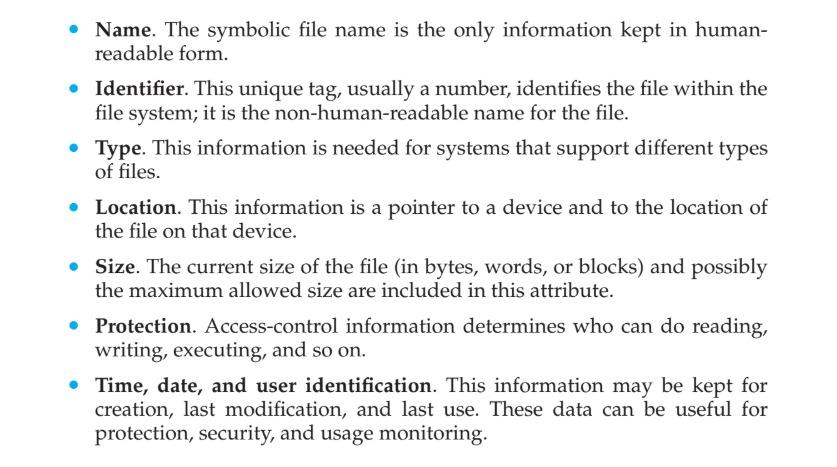 • Name. The symbolic file name is the only information kept in human-
readable form.
• Identifier. This unique tag, usually a number, identifies the file within the
file system; it is the non-human-readable name for the file.
• Type. This information is needed for systems that support different types
of files.
• Location. This information is a pointer to a device and to the location of
the file on that device.
• Size. The current size of the file (in bytes, words, or blocks) and possibly
the maximum allowed size are included in this attribute.
• Protection. Access-control information determines who can do reading,
writing, executing, and so on.
• Time, date, and user identification. This information may be kept for
creation, last modification, and last use. These data can be useful for
protection, security, and usage monitoring.